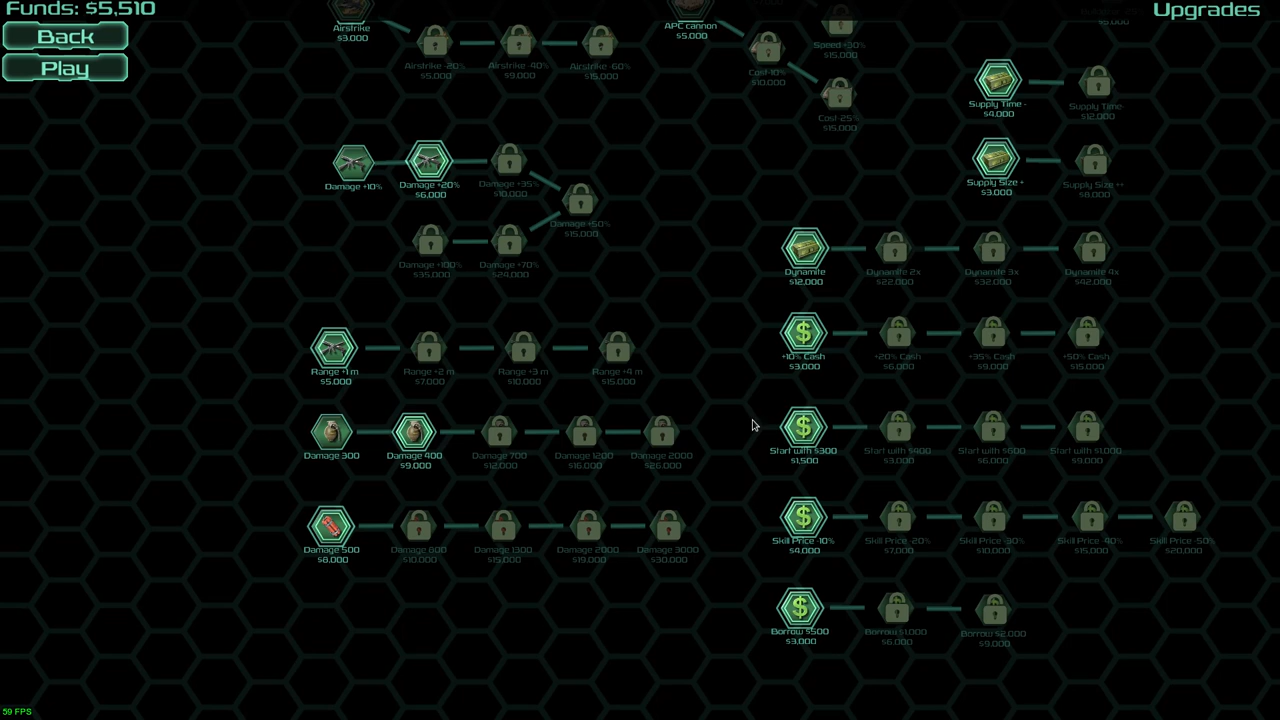 Funds: $5,510
Upgrades
Back
Play
Airstrike
$3,000
Airstrike -20%
$5,000
Airstrike -40%
$9,000
Airstrike -60%
$15,000
APC cannon
$5,000
Speed +30%
$15,000
Cost-10%
$10,000
Cost-25%
$15,000
Supply Time -
$4,000
Supply Time-
$12,000
Damage +10%
Damage +20%
$6,000
Damage +35%
$10,000
Damage +50%
$15,000
Damage +100%
$35,000
Damage +70%
$24,000
Supply Size +
$3,000
Supply Size ++
$8,000
Dynamite
$12,000
Dynamite 2x
$22,000
Dynamite 3x
$32,000
Dynamite 4x
$42,000
Range +1 m
$5,000
Range +2 m
$7,000
Range +3 m
$10,000
Range +4 m
$15,000
+10% Cash
$3,000
+20% Cash
$6,000
+35% Cash
$9,000
+50% Cash
$15,000
Damage 300
Damage 400
$9,000
Damage 700
$12,000
Damage 1200
$16,000
Damage 2000
$26,000
Start with $300
$1,500
Start with $400
$3,000
Start with $600
$6,000
Start with $1,000
$9,000
Damage 500
$8,000
Damage 600
$10,000
Damage 1300
$15,000
Damage 2000
$19,000
Damage 3000
$30,000
Skill Price -10%
$4,000
Skill Price -20%
$7,000
Skill Price -30%
$10,000
Skill Price -40%
$15,000
Skill Price -50%
$20,000
Borrow $500
$3,000
Borrow $1,000
$6,000
Borrow $2,000
$9,000
59 FPS